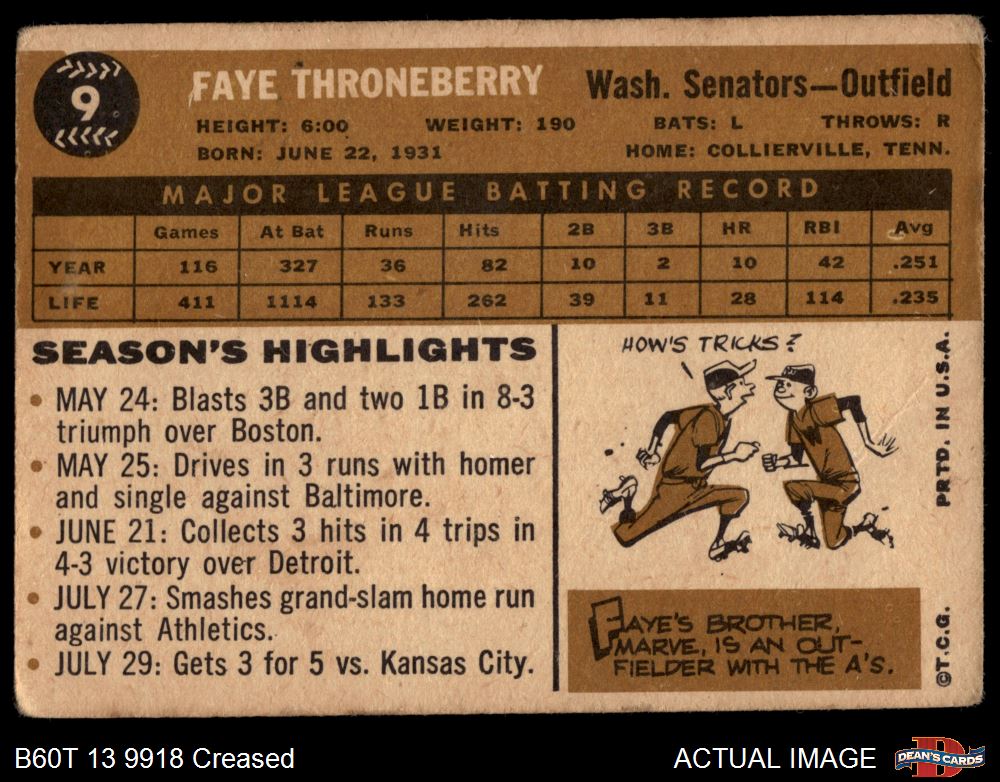 9
FAYE THRONEBERRY
Wash. Senators—Outfield
HEIGHT: 6:00 WEIGHT: 190 BATS: L THROWS: R
BORN: JUNE 22, 1931 HOME: COLLIERVILLE, TENN.
MAJOR LEAGUE BATTING RECORD
Games At Bat Runs Hits 2B 3B HR RBI Avg
YEAR 116 327 36 82 10 2 10 42 .251
LIFE 411 1114 133 262 39 11 28 114 .235
SEASON'S HIGHLIGHTS
• MAY 24: Blasts 3B and two 1B in 8-3
triumph over Boston.
• MAY 25: Drives in 3 runs with homer
and single against Baltimore.
• JUNE 21: Collects 3 hits in 4 trips in
4-3 victory over Detroit.
• JULY 27: Smashes grand-slam home run
against Athletics.
• JULY 29: Gets 3 for 5 vs. Kansas City.
HOW'S TRICKS?
W
FAYE'S BROTHER,
MARVE, IS AN OUT-
FIELDER WITH THE A'S.
PRTD. IN U.S.A.
©T.C.G.
B60T 13 9918 Creased
ACTUAL IMAGE
D
DEAN'S CARDS